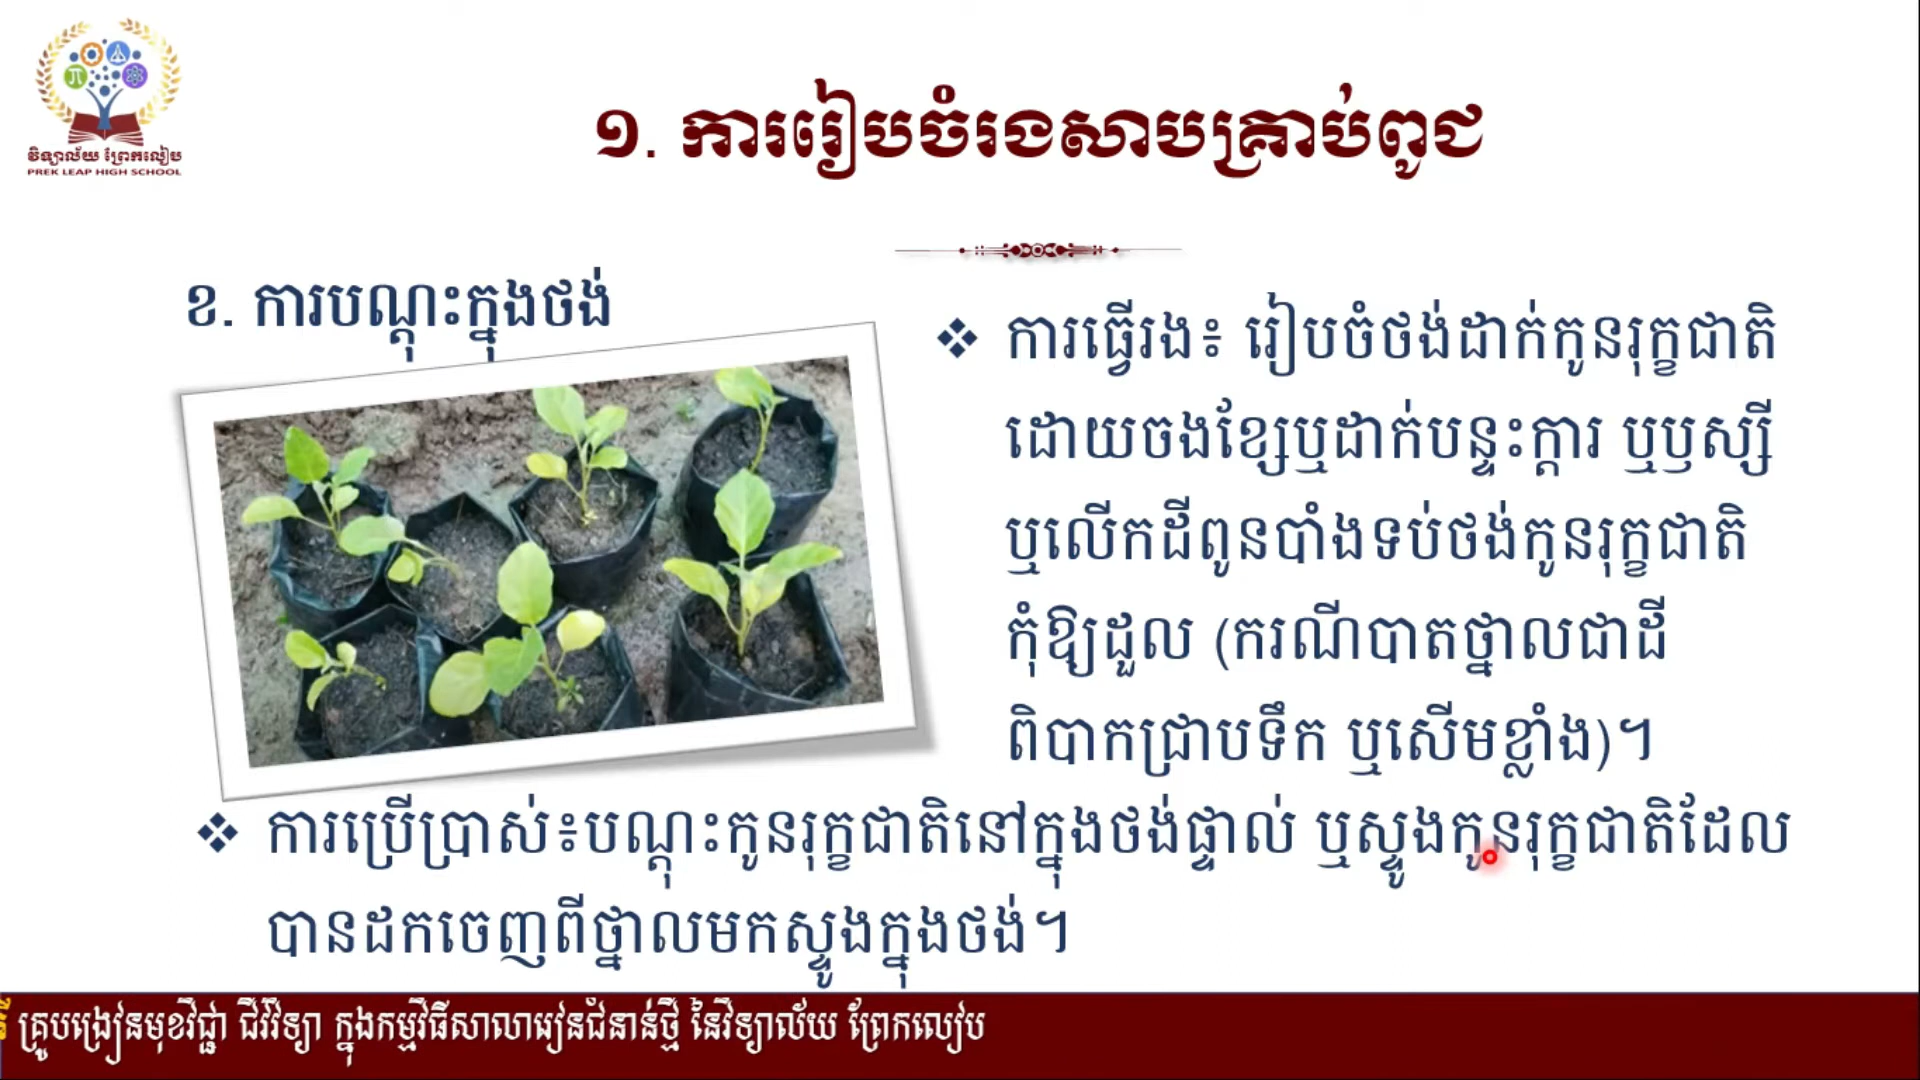 វិទ្យាល័យ ព្រែកលៀប
PREK LEAP HIGH SCHOOL
១. ការរៀបចំរងសាបគ្រាប់ពូជ
ខ. ការបណ្តុះក្នុងថង់
❖ ការធ្វើរង៖ រៀបចំថង់ដាក់កូនរុក្ខជាតិ
ដោយចងខ្សែឬដាក់បន្ទះក្តារ ឬឫស្សី
ឬលើកដីពូនបាំងទប់ថង់កូនរុក្ខជាតិ
កុំឱ្យដួល (ករណីបាតថ្នាលជាដី
ពិបាកជ្រាបទឹក ឬសើមខ្លាំង)។
❖ ការប្រើប្រាស់៖បណ្តុះកូនរុក្ខជាតិនៅក្នុងថង់ផ្ទាល់ ឬស្ទូងកូនរុក្ខជាតិដែល
បានដកចេញពីថ្នាលមកស្ទូងក្នុងថង់។
គ្រូបង្រៀនមុខវិជ្ជា ជីវវិទ្យា ក្នុងកម្មវិធីសាលារៀនជំនាន់ថ្មី នៃវិទ្យាល័យ ព្រែកលៀប